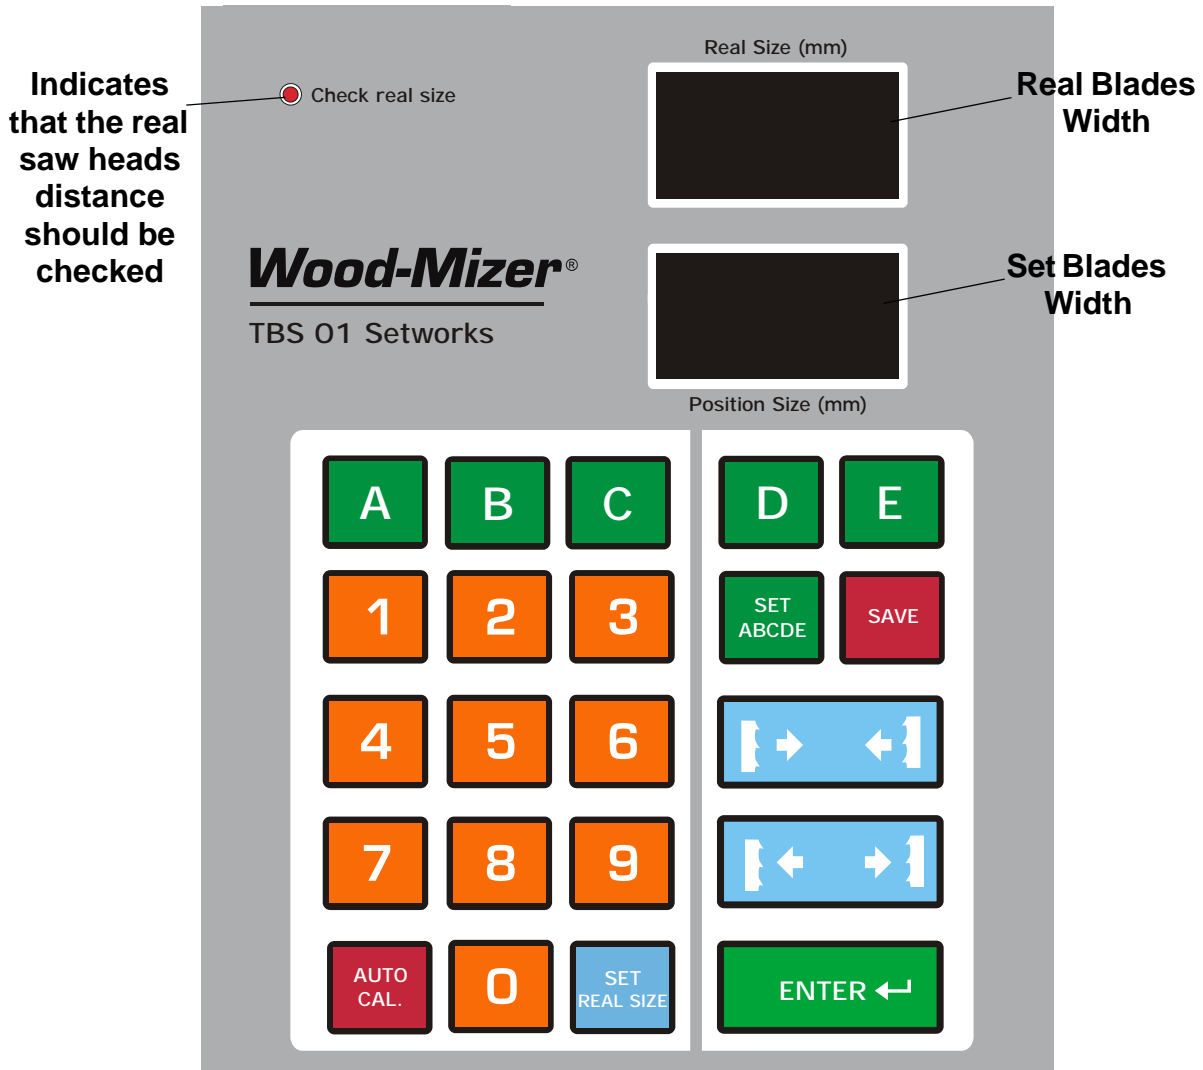 Real Size (mm)
Indicates
that the real
saw heads
distance
should be
checked
Check real size
Real Blades
Width
Wood-Mizer®
TBS 01 Setworks
Set Blades
Width
Position Size (mm)
A B C D E
1 2 3 SET
ABCDE SAVE
4 5 6
7 8 9
AUTO
CAL. 0 SET
REAL SIZE ENTER